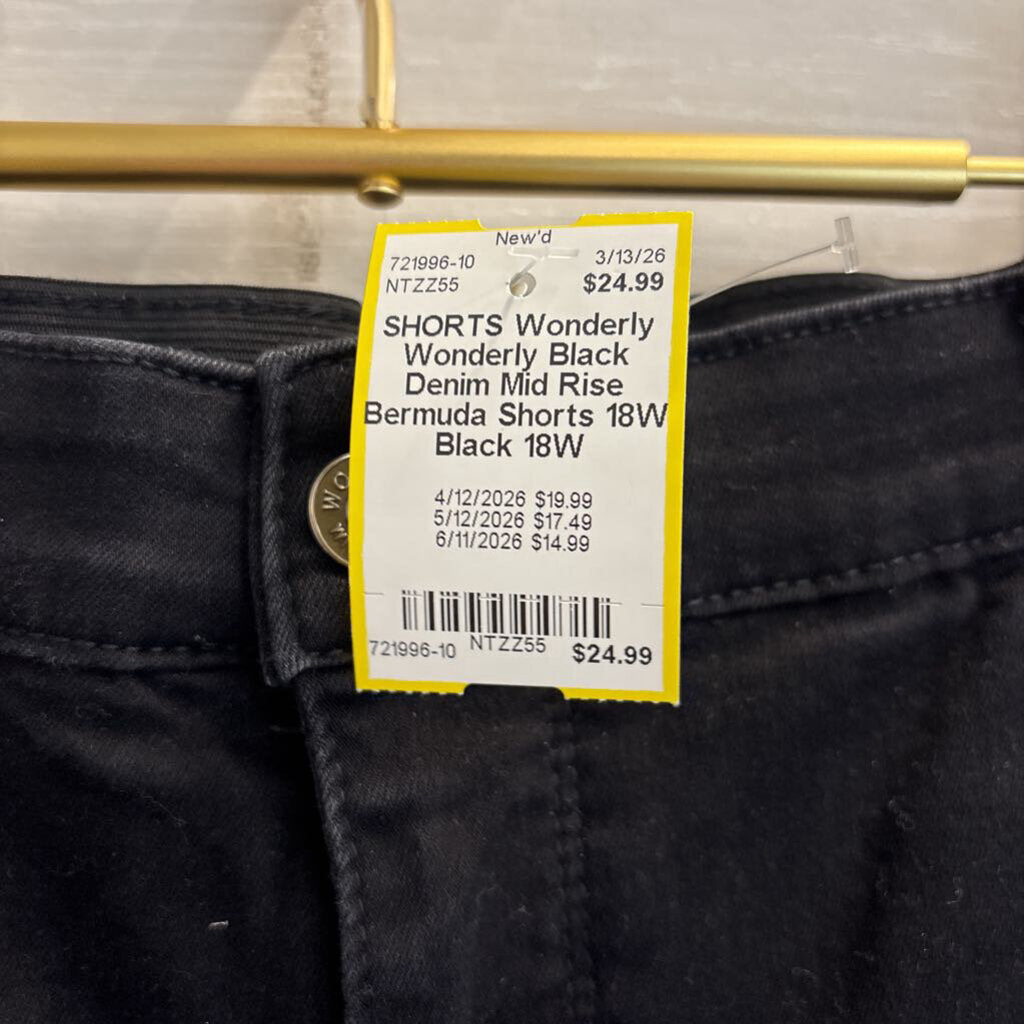 New'd
721996-10 3/13/26
NTZZ55 $24.99
SHORTS Wonderly
Wonderly Black
Denim Mid Rise
Bermuda Shorts 18W
Black 18W
4/12/2026 $19.99
5/12/2026 $17.49
6/11/2026 $14.99
721996-10 NTZZ55 $24.99